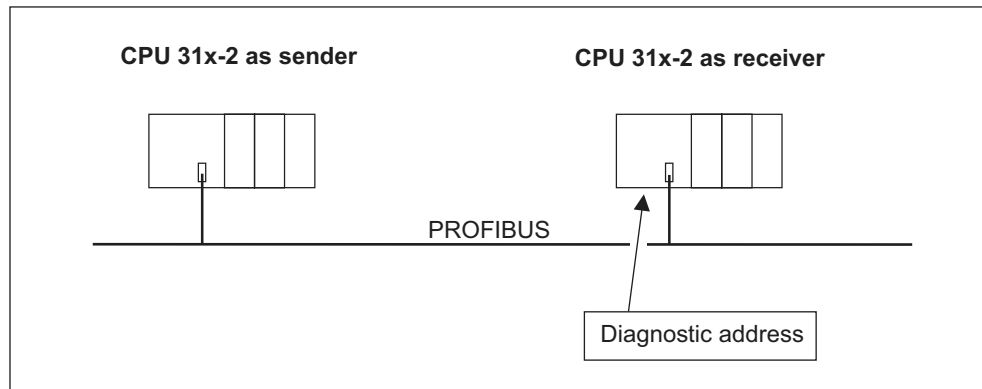 CPU 31x-2 as sender
CPU 31x-2 as receiver
PROFIBUS
Diagnostic address